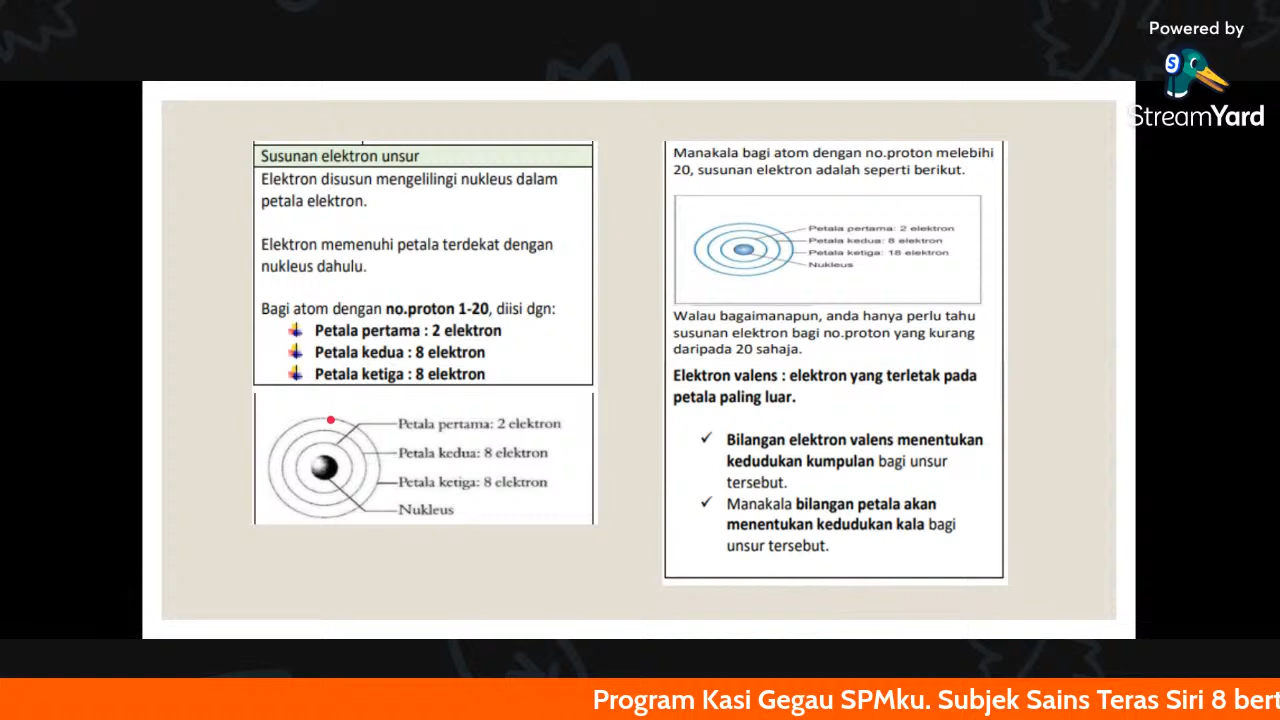 Powered by
StreamYard
Susunan elektron unsur
Elektron disusun mengelilingi nukleus dalam
petala elektron.
Elektron memenuhi petala terdekat dengan
nukleus dahulu.
Bagi atom dengan no.proton 1-20, diisi dgn:
Petala pertama : 2 elektron
Petala kedua : 8 elektron
Petala ketiga : 8 elektron
Petala pertama: 2 elektron
Petala kedua: 8 elektron
Petala ketiga: 8 elektron
Nukleus
Manakala bagi atom dengan no.proton melebihi
20, susunan elektron adalah seperti berikut.
Petala pertama: 2 elektron
Petala kedua: 8 elektron
Petala ketiga: 18 elektron
Nukleus
Walau bagaimanapun, anda hanya perlu tahu
susunan elektron bagi no.proton yang kurang
daripada 20 sahaja.
Elektron valens : elektron yang terletak pada
petala paling luar.
Bilangan elektron valens menentukan
kedudukan kumpulan bagi unsur
tersebut.
Manakala bilangan petala akan
menentukan kedudukan kala bagi
unsur tersebut.
Program Kasi Gegau SPMku. Subjek Sains Teras Siri 8 bert